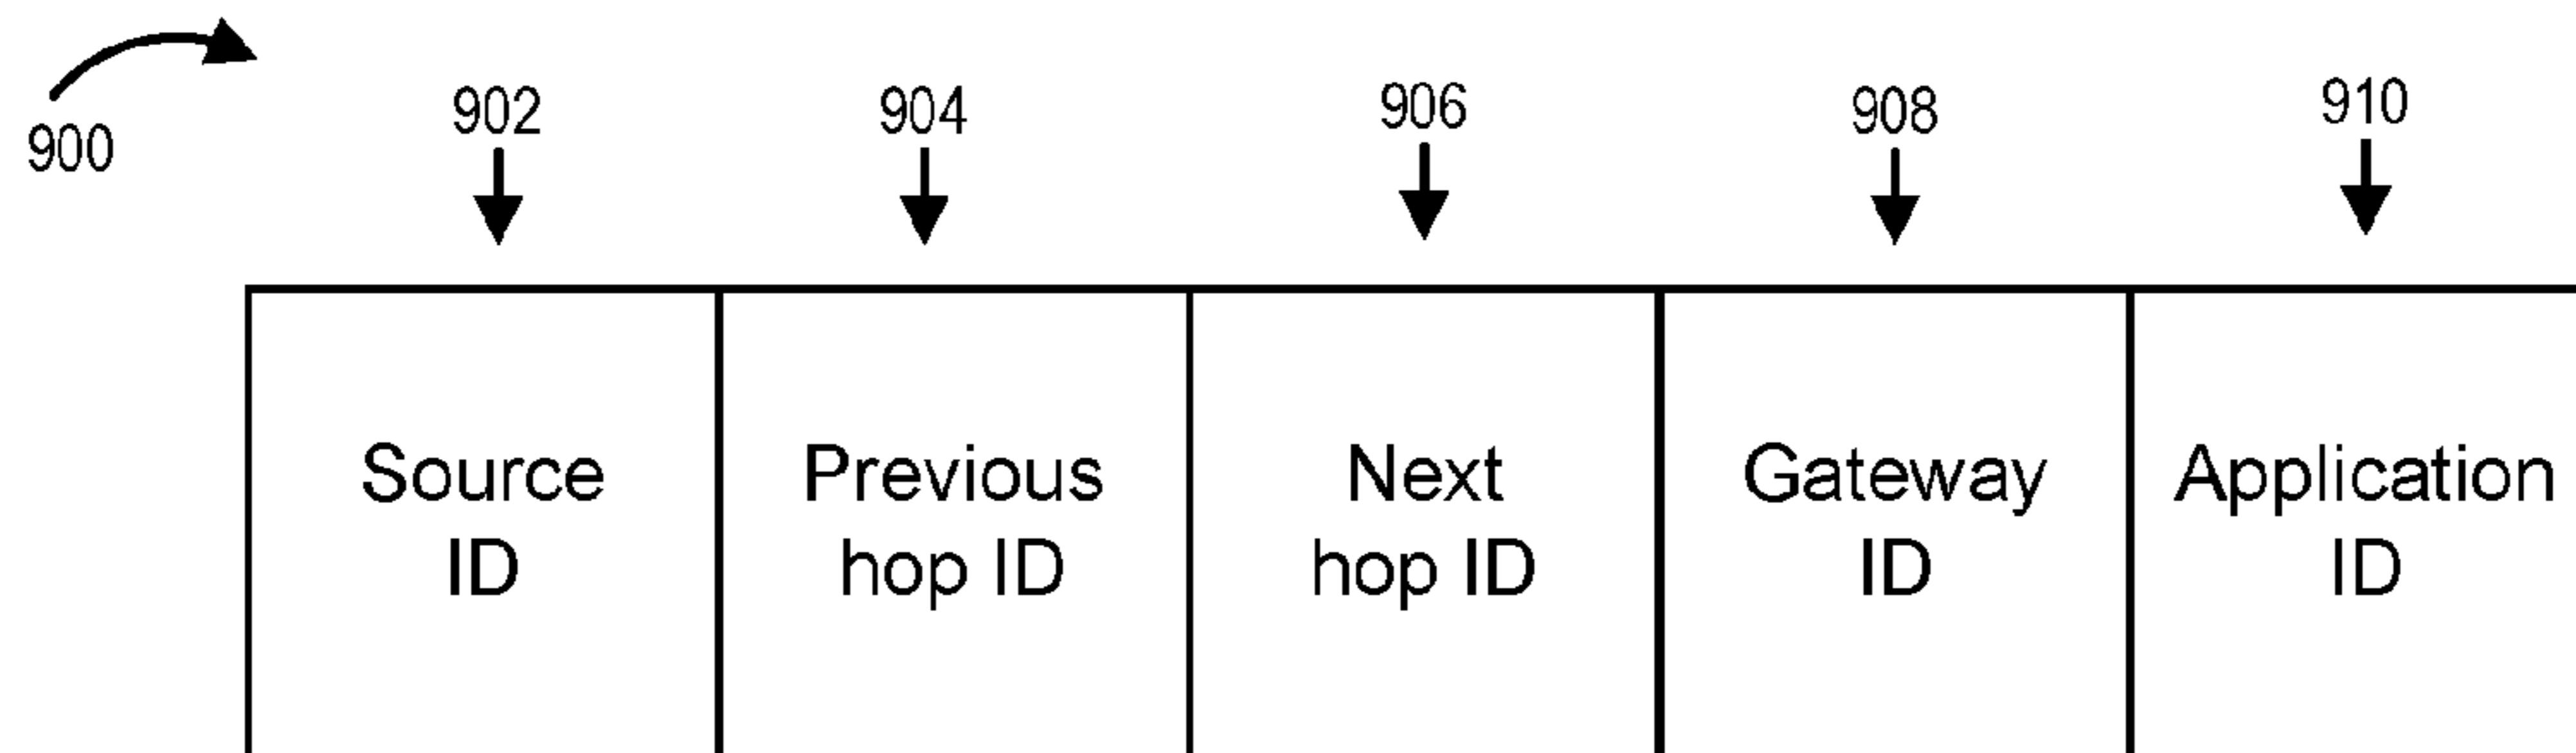 900
902
904
906
908
910
Source
ID
Previous
hop ID
Next
hop ID
Gateway
ID
Application
ID